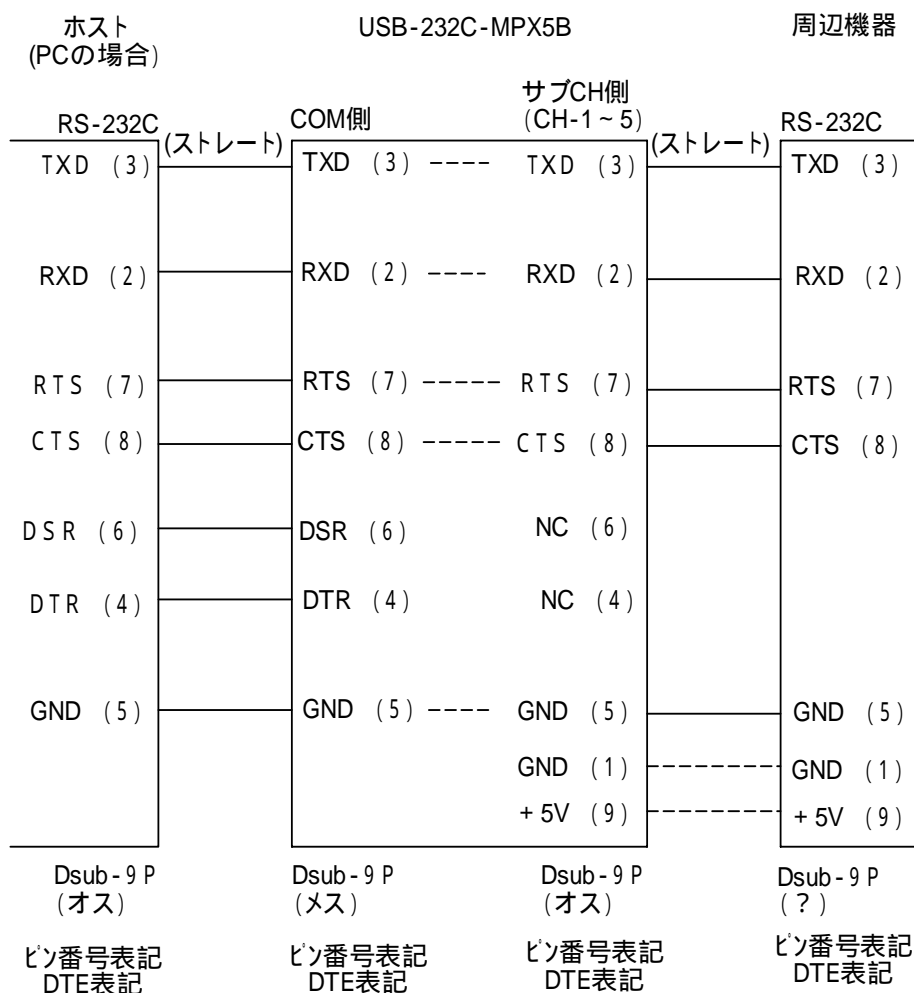 ホスト
(PCの場合)
USB-232C-MPX5B
周辺機器
RS-232C
(ストレート)
COM側
サブCH側
(CH-1~5)
(ストレート)
RS-232C
TXD (3)
TXD (3) ----
TXD (3)
TXD (3)
RXD (2)
RXD (2) ----
RXD (2)
RXD (2)
RTS (7)
RTS (7) -----
RTS (7)
RTS (7)
CTS (8)
CTS (8) -----
CTS (8)
CTS (8)
DSR (6)
DSR (6)
NC (6)
DTR (4)
DTR (4)
NC (4)
GND (5)
GND (5) ----
GND (5)
GND (5)
GND (1)
GND (1)
+5V (9)
+5V (9)
Dsub-9P
(オス)
Dsub-9P
(メス)
Dsub-9P
(オス)
Dsub-9P
(?)
ピン番号表記
DTE表記
ピン番号表記
DTE表記
ピン番号表記
DTE表記
ピン番号表記
DTE表記